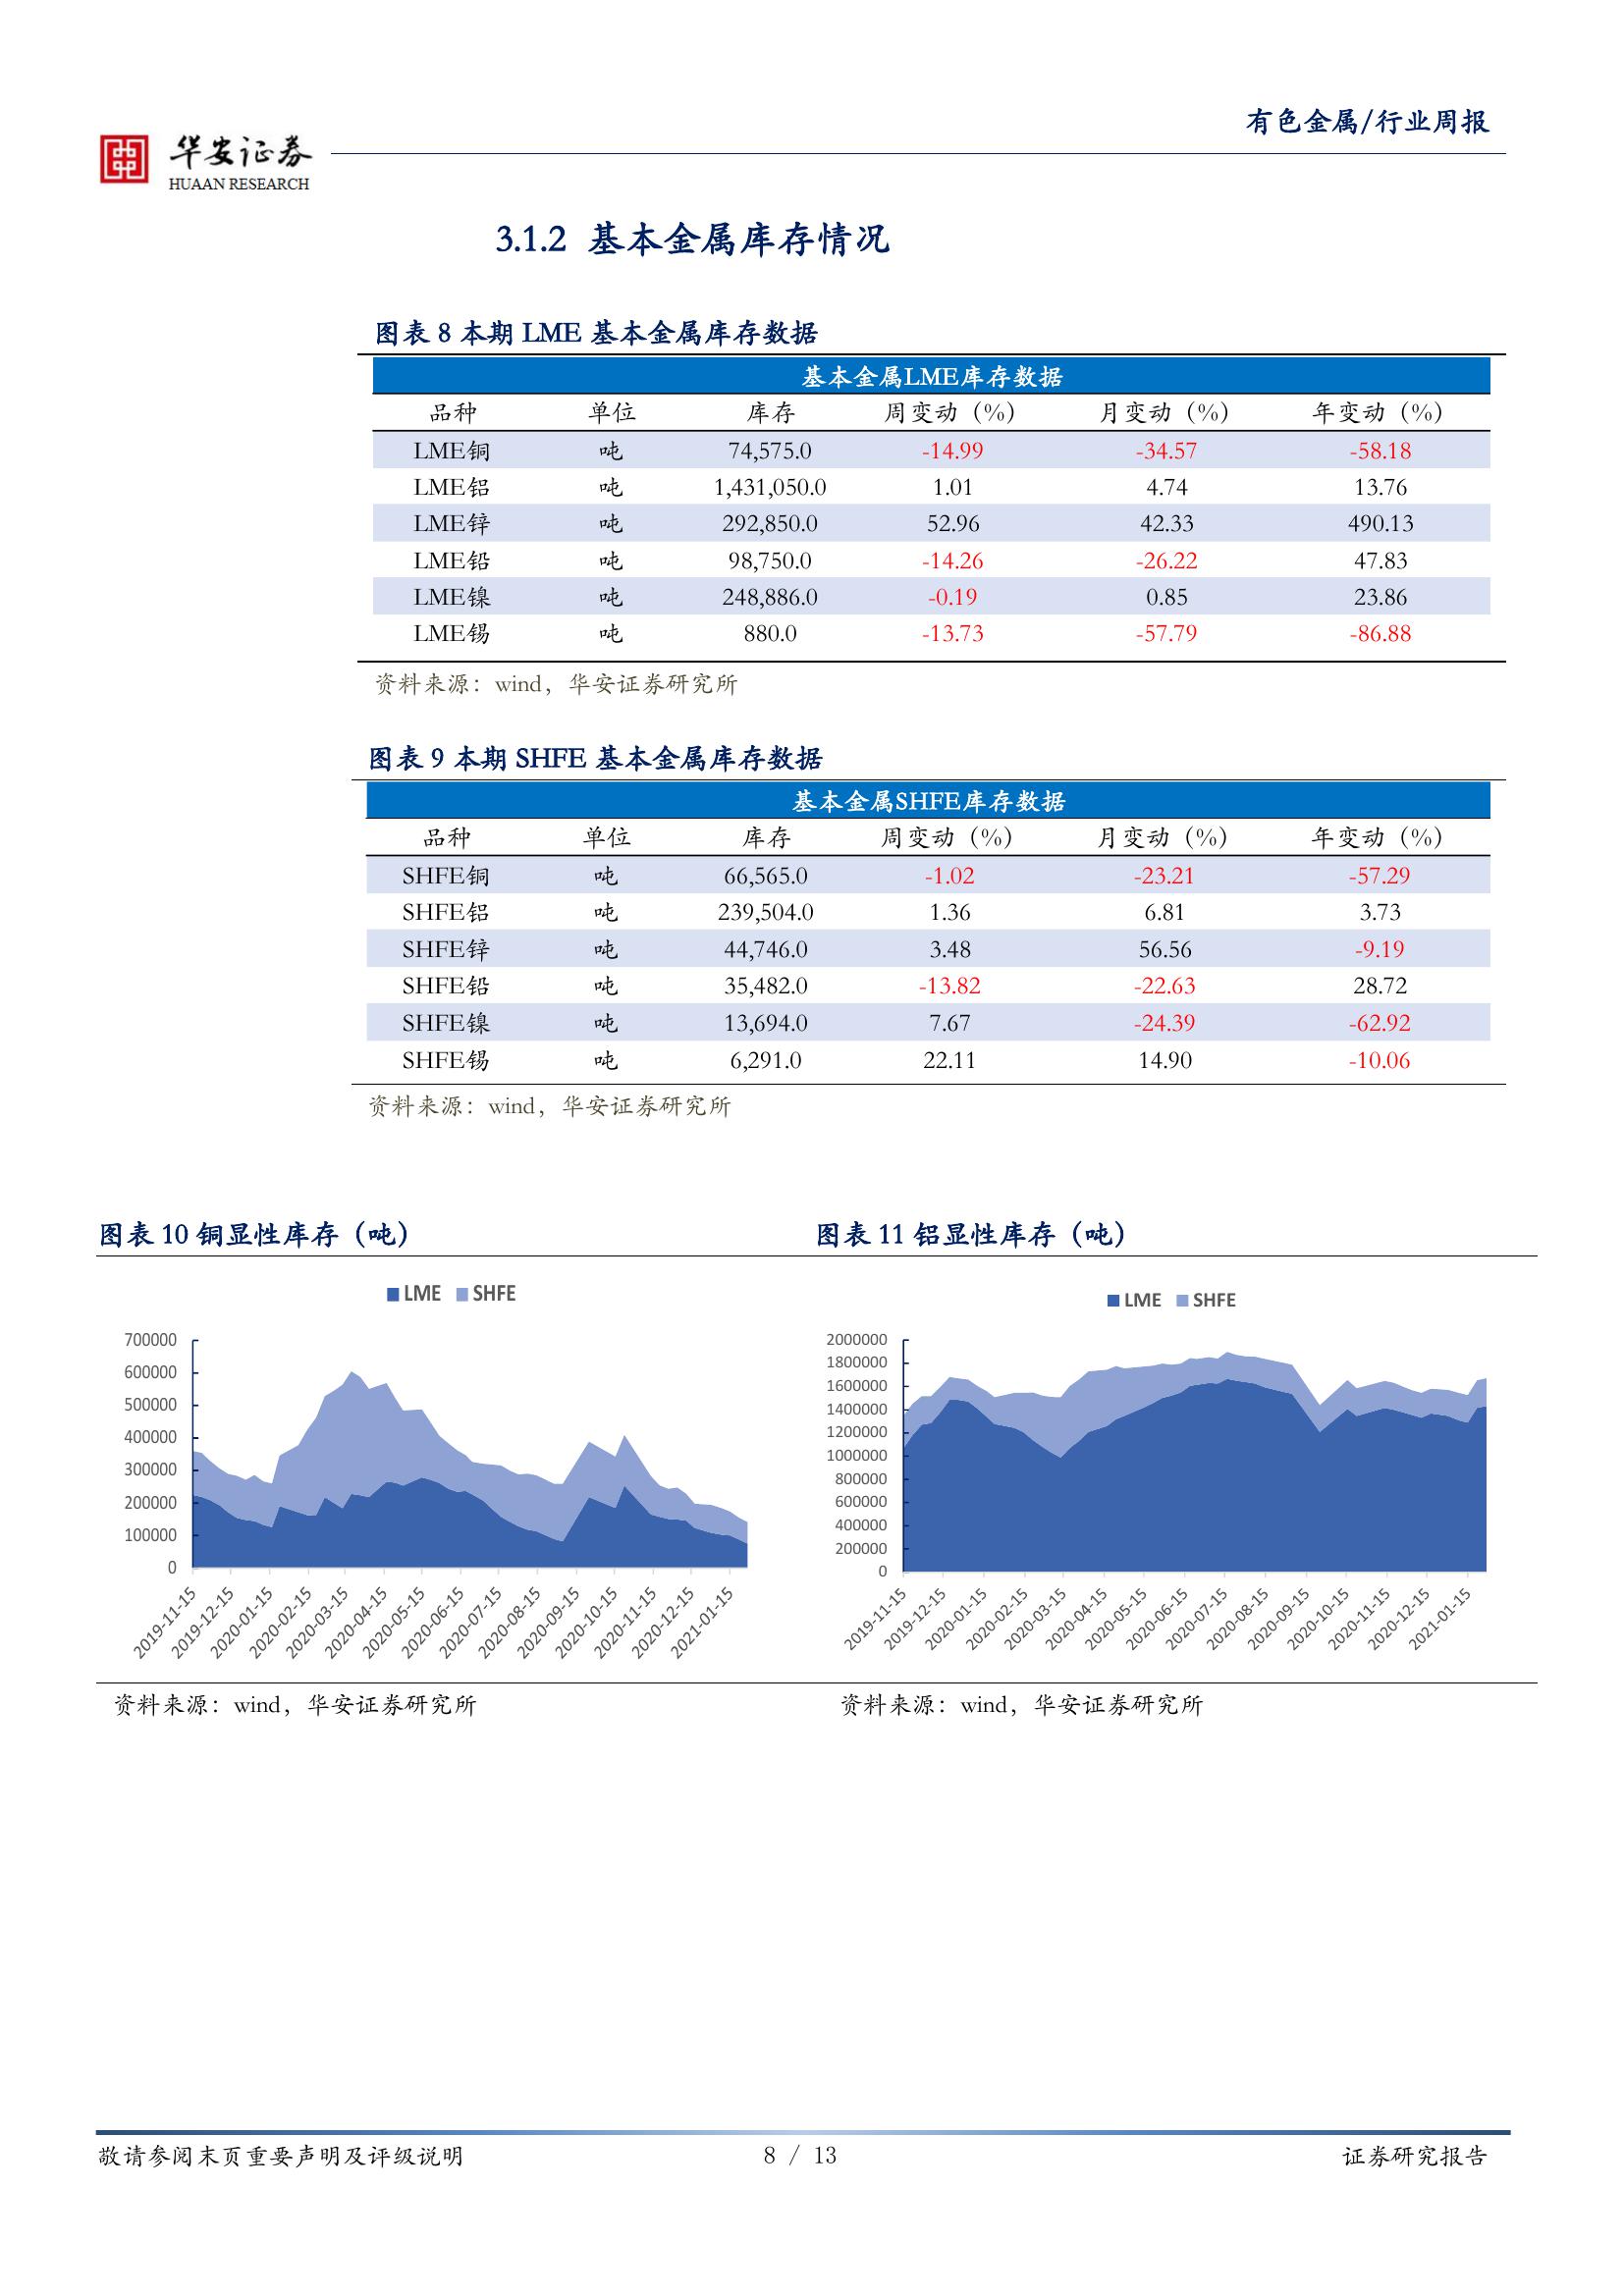 有色金属/行业周报
华安证券
HUAAN RESEARCH
3.1.2 基本金属库存情况
图表 8 本期 LME 基本金属库存数据
基本金属LME库存数据
品种 单位 库存 周变动（%） 月变动（%） 年变动（%）
LME铜 吨 74,575.0 -14.99 -34.57 -58.18
LME铝 吨 1,431,050.0 1.01 4.74 13.76
LME锌 吨 292,850.0 52.96 42.33 490.13
LME铅 吨 98,750.0 -14.26 -26.22 47.83
LME镍 吨 248,886.0 -0.19 0.85 23.86
LME锡 吨 880.0 -13.73 -57.79 -86.88
资料来源：wind，华安证券研究所
图表 9 本期 SHFE 基本金属库存数据
基本金属SHFE库存数据
品种 单位 库存 周变动（%） 月变动（%） 年变动（%）
SHFE铜 吨 66,565.0 -1.02 -23.21 -57.29
SHFE铝 吨 239,504.0 1.36 6.81 3.73
SHFE锌 吨 44,746.0 3.48 56.56 -9.19
SHFE铅 吨 35,482.0 -13.82 -22.63 28.72
SHFE镍 吨 13,694.0 7.67 -24.39 -62.92
SHFE锡 吨 6,291.0 22.11 14.90 -10.06
资料来源：wind，华安证券研究所
图表 10 铜显性库存（吨）
LME SHFE
700000
600000
500000
400000
300000
200000
100000
0
2019-11-15 2019-12-15 2020-01-15 2020-02-15 2020-03-15 2020-04-15 2020-05-15 2020-06-15 2020-07-15 2020-08-15 2020-09-15 2020-10-15 2020-11-15 2020-12-15 2021-01-15
资料来源：wind，华安证券研究所
图表 11 铝显性库存（吨）
LME SHFE
2000000
1800000
1600000
1400000
1200000
1000000
800000
600000
400000
200000
0
2019-11-15 2019-12-15 2020-01-15 2020-02-15 2020-03-15 2020-04-15 2020-05-15 2020-06-15 2020-07-15 2020-08-15 2020-09-15 2020-10-15 2020-11-15 2020-12-15 2021-01-15
资料来源：wind，华安证券研究所
敬请参阅末页重要声明及评级说明 8 / 13 证券研究报告